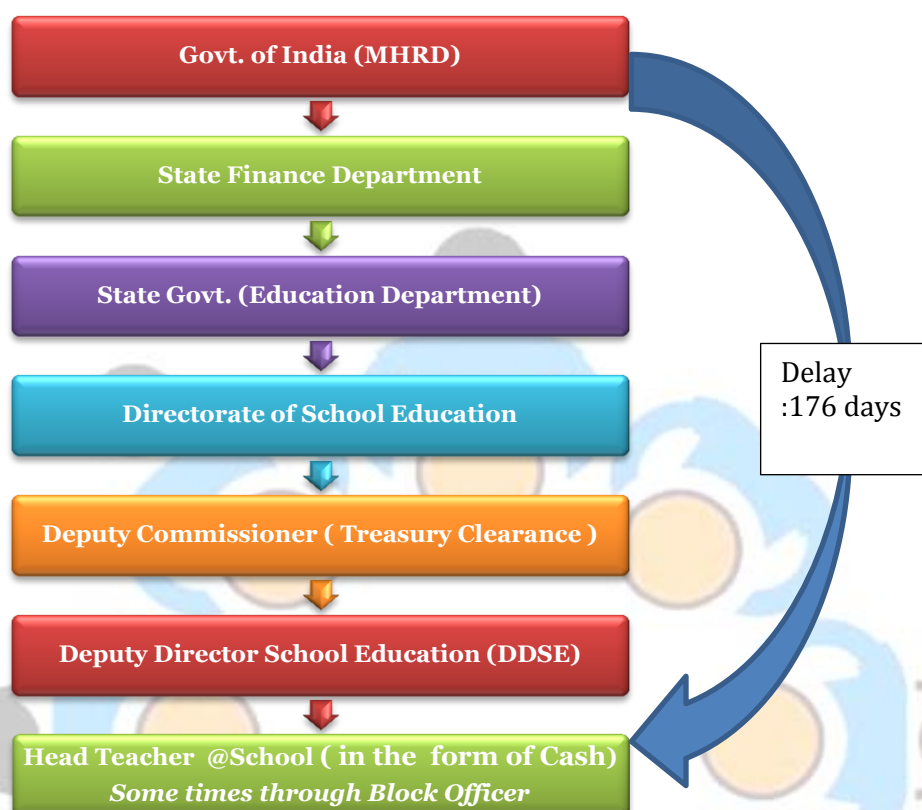 Govt. of India (MHRD)
State Finance Department
State Govt. (Education Department)
Directorate of School Education
Deputy Commissioner ( Treasury Clearance )
Deputy Director School Education (DDSE)
Head Teacher @School ( in the form of Cash)
Some times through Block Officer
Delay
:176 days